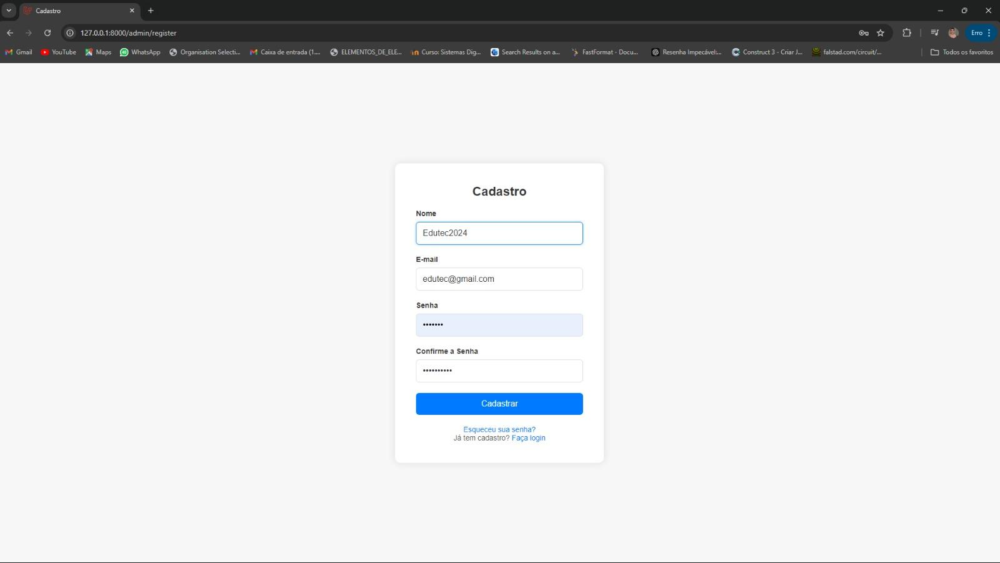 Cadastro
127.0.0.1:8000/admin/register
Erro
Gmail YouTube Maps WhatsApp Organisation Selecti... Caixa de entrada (1.... ELEMENTOS_DE_ELE... Curso: Sistemas Dig... Search Results on a... FastFormat - Docu... Resenha Impecável:... Construct 3 - Criar J... falstad.com/circuit/... Todos os favoritos
Cadastro
Nome
Edutec2024
E-mail
edutec@gmail.com
Senha
•••••••
Confirme a Senha
••••••••••
Cadastrar
Esqueceu sua senha?
Já tem cadastro? Faça login